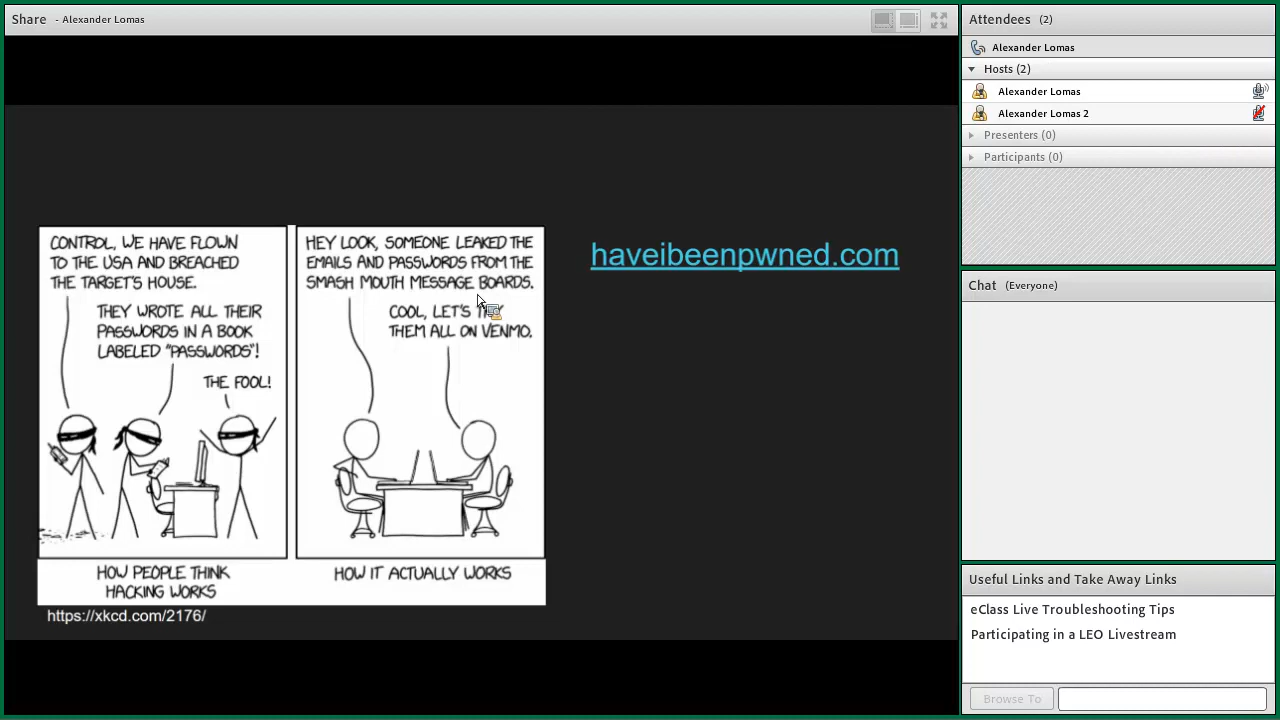 Share - Alexander Lomas
CONTROL, WE HAVE FLOWN
TO THE USA AND BREACHED
THE TARGET'S HOUSE.
THEY WROTE ALL THEIR
PASSWORDS IN A BOOK
LABELED "PASSWORDS"!
THE FOOL!
HOW PEOPLE THINK
HACKING WORKS
HEY LOOK, SOMEONE LEAKED THE
EMAILS AND PASSWORDS FROM THE
SMASH MOUTH MESSAGE BOARDS.
COOL, LET'S TRY
THEM ALL ON VENMO.
HOW IT ACTUALLY WORKS
https://xkcd.com/2176/
haveibeenpwned.com
Attendees (2)
Alexander Lomas
Hosts (2)
Alexander Lomas
Alexander Lomas 2
Presenters (0)
Participants (0)
Chat (Everyone)
Useful Links and Take Away Links
eClass Live Troubleshooting Tips
Participating in a LEO Livestream
Browse To